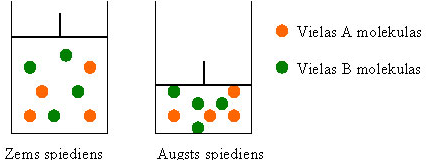 Vielas A molekulas
Vielas B molekulas
Zems spiediens
Augsts spiediens